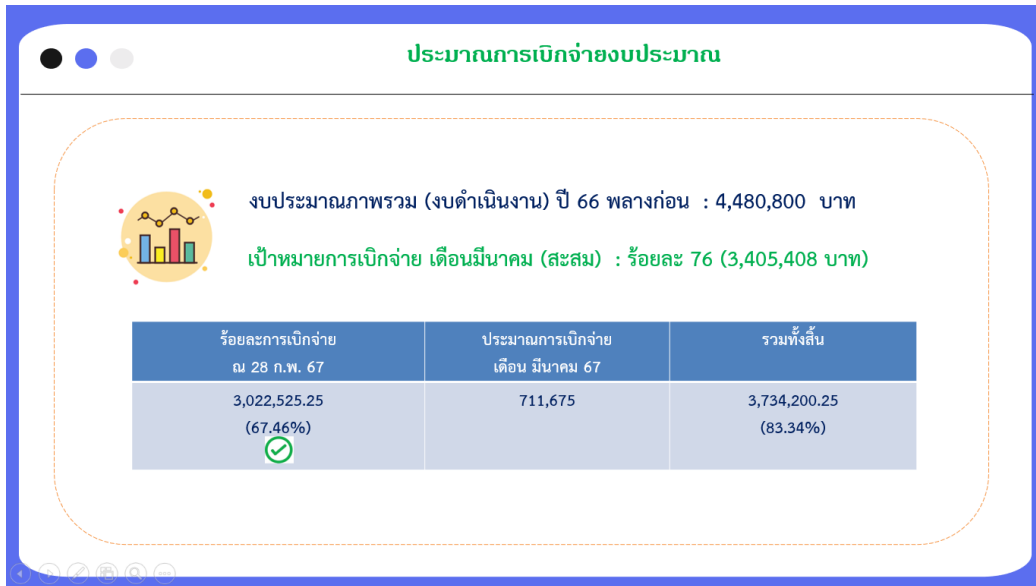 ประมาณการเบิกจ่ายงบประมาณ
งบประมาณภาพรวม (งบดำเนินงาน) ปี 66 พลางก่อน : 4,480,800 บาท
เป้าหมายการเบิกจ่าย เดือนมีนาคม (สะสม) : ร้อยละ 76 (3,405,408 บาท)
ร้อยละการเบิกจ่าย
ณ 28 ก.พ. 67
ประมาณการเบิกจ่าย
เดือน มีนาคม 67
รวมทั้งสิ้น
3,022,525.25
(67.46%)
711,675
3,734,200.25
(83.34%)